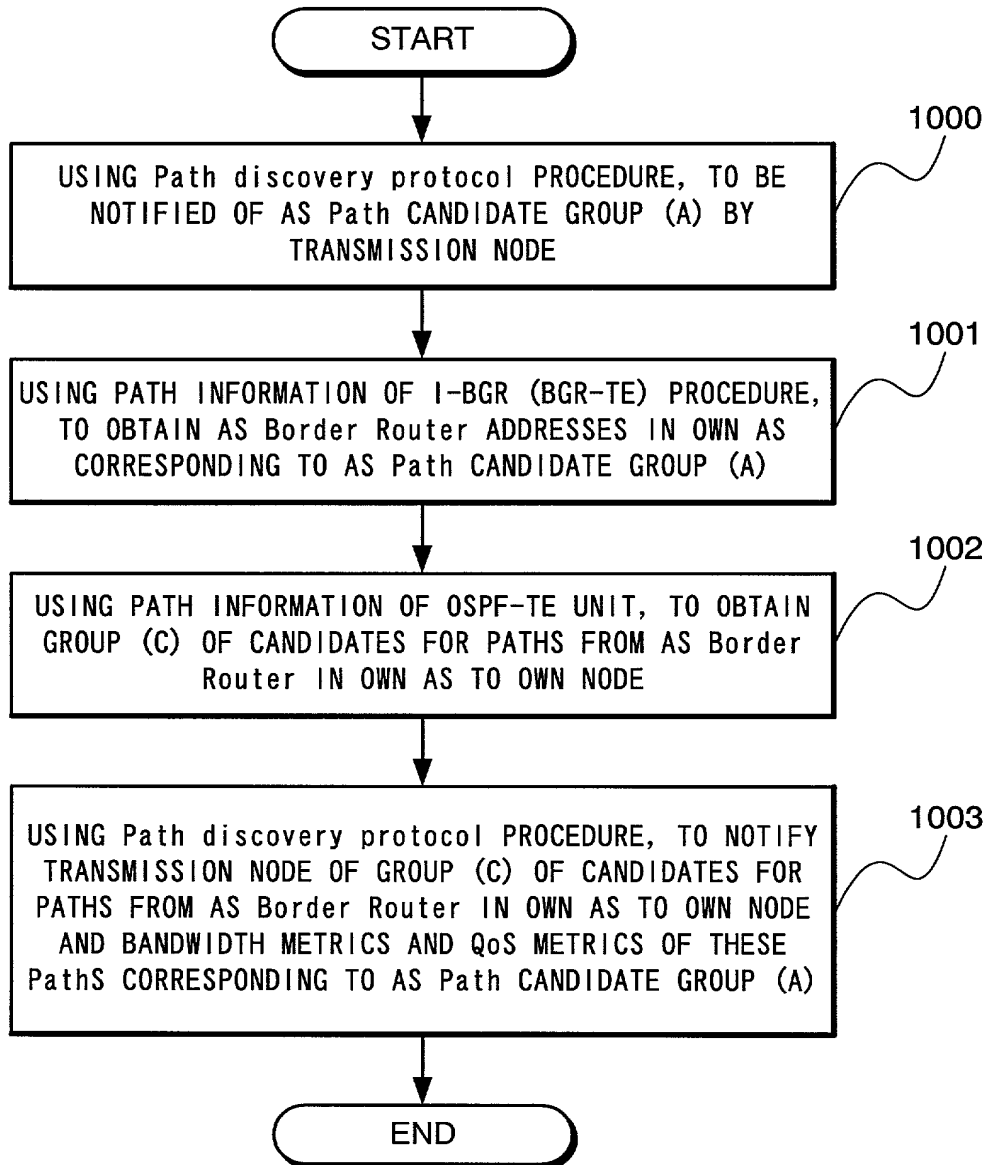 START
1000
USING Path discovery protocol PROCEDURE, TO BE
NOTIFIED OF AS Path CANDIDATE GROUP (A) BY
TRANSMISSION NODE
1001
USING PATH INFORMATION OF I-BGR (BGR-TE) PROCEDURE,
TO OBTAIN AS Border Router ADDRESSES IN OWN AS
CORRESPONDING TO AS Path CANDIDATE GROUP (A)
1002
USING PATH INFORMATION OF OSPF-TE UNIT, TO OBTAIN
GROUP (C) OF CANDIDATES FOR PATHS FROM AS Border
Router IN OWN AS TO OWN NODE
1003
USING Path discovery protocol PROCEDURE, TO NOTIFY
TRANSMISSION NODE OF GROUP (C) OF CANDIDATES FOR
PATHS FROM AS Border Router IN OWN AS TO OWN NODE
AND BANDWIDTH METRICS AND QoS METRICS OF THESE
PathS CORRESPONDING TO AS Path CANDIDATE GROUP (A)
END